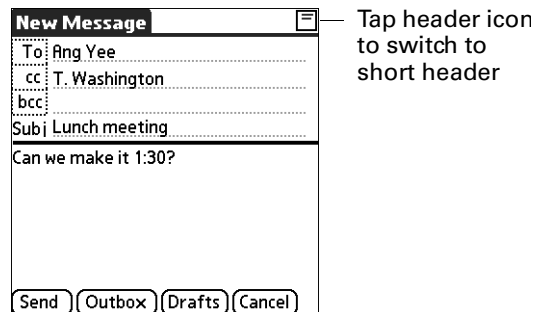 New Message
Tap header icon
to switch to
short header
To Ang Yee
cc T. Washington
bcc
Subj Lunch meeting
Can we make it 1:30?
Send Outbox Drafts Cancel